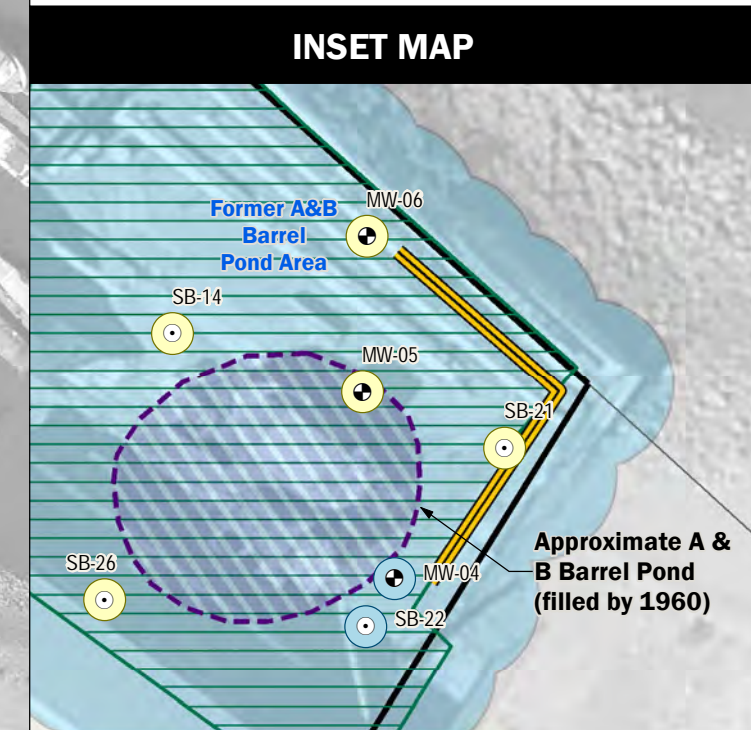 INSET MAP
MW-06
Former A&B
Barrel
Pond Area
SB-14
MW-05
SB-21
Approximate A &
B Barrel Pond
(filled by 1960)
SB-26
MW-04
SB-22